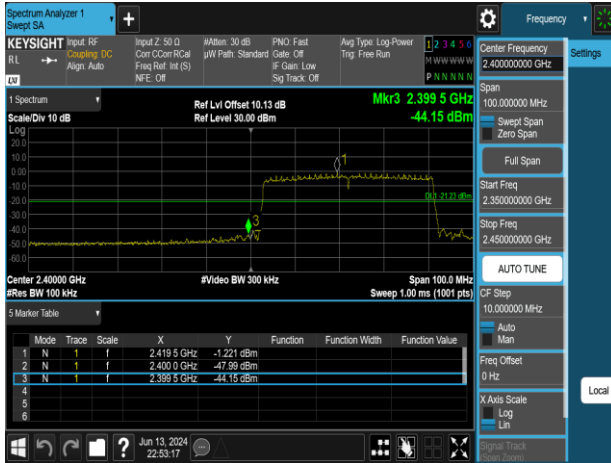 Spectrum Analyzer 1
Swept SA
Frequency
KEYSIGHT
RL
Input: RF
Coupling: DC
Align: Auto
Input Z: 50 Ω
Corr CCorr RCal
Freq Ref: Int (S)
NFE: Off
#Atten: 30 dB
µW Path: Standard
PNO: Fast
Gate: Off
IF Gain: Low
Sig Track: Off
Avg Type: Log-Power
Trig: Free Run
1 2 3 4 5 6
M W W W W W
P N N N N N
LXI
1 Spectrum
Scale/Div 10 dB
Ref Lvl Offset 10.13 dB
Ref Level 30.00 dBm
Mkr3 2.399 5 GHz
-44.15 dBm
Log
20.0
10.0
0.00
-10.0
-20.0
-30.0
-40.0
-50.0
-60.0
1
DL1 -21.23 dBm
3
Center 2.40000 GHz
#Res BW 100 kHz
#Video BW 300 kHz
Span 100.0 MHz
Sweep 1.00 ms (1001 pts)
5 Marker Table
Mode Trace Scale X Y Function Function Width Function Value
1 N 1 f 2.419 5 GHz -1.221 dBm
2 N 1 f 2.400 0 GHz -47.99 dBm
3 N 1 f 2.399 5 GHz -44.15 dBm
4
5
6
Jun 13, 2024
22:53:17
Center Frequency
2.400000000 GHz
Span
100.000000 MHz
Swept Span
Zero Span
Full Span
Start Freq
2.350000000 GHz
Stop Freq
2.450000000 GHz
AUTO TUNE
CF Step
10.000000 MHz
Auto
Man
Freq Offset
0 Hz
X Axis Scale
Log
Lin
Signal Track
(Span Zoom)
Settings
Local